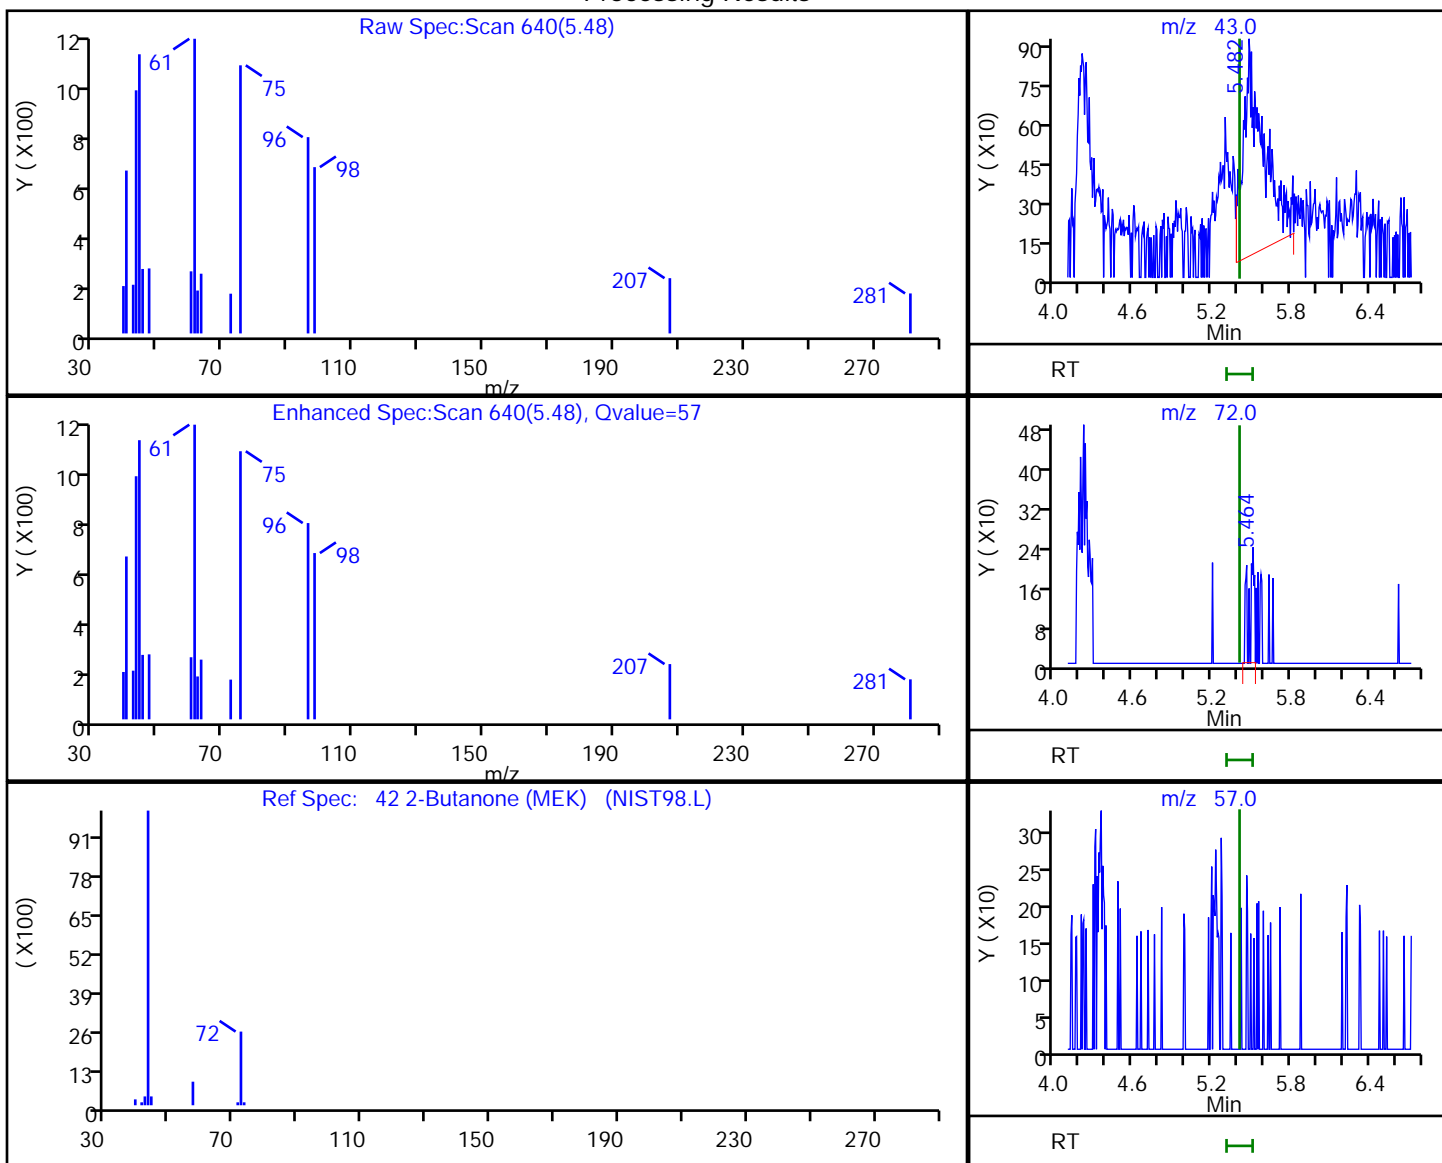 Processing Results
Raw Spec:Scan 640(5.48)
12
10
8
6
4
2
0
Y ( X100)
61
75
96
98
207
281
30 70 110 150 190 230 270
m/z
m/z 43.0
90
75
60
45
30
15
0
Y ( X10)
5.482
4.0 4.6 5.2 5.8 6.4
Min
RT
Enhanced Spec:Scan 640(5.48), Qvalue=57
12
10
8
6
4
2
0
Y ( X100)
61
75
96
98
207
281
30 70 110 150 190 230 270
m/z
m/z 72.0
48
40
32
24
16
8
0
Y ( X10)
5.464
4.0 4.6 5.2 5.8 6.4
Min
RT
Ref Spec: 42 2-Butanone (MEK) (NIST98.L)
91
78
65
52
39
26
13
0
( X100)
72
30 70 110 150 190 230 270
m/z 57.0
30
25
20
15
10
5
0
Y ( X10)
4.0 4.6 5.2 5.8 6.4
Min
RT